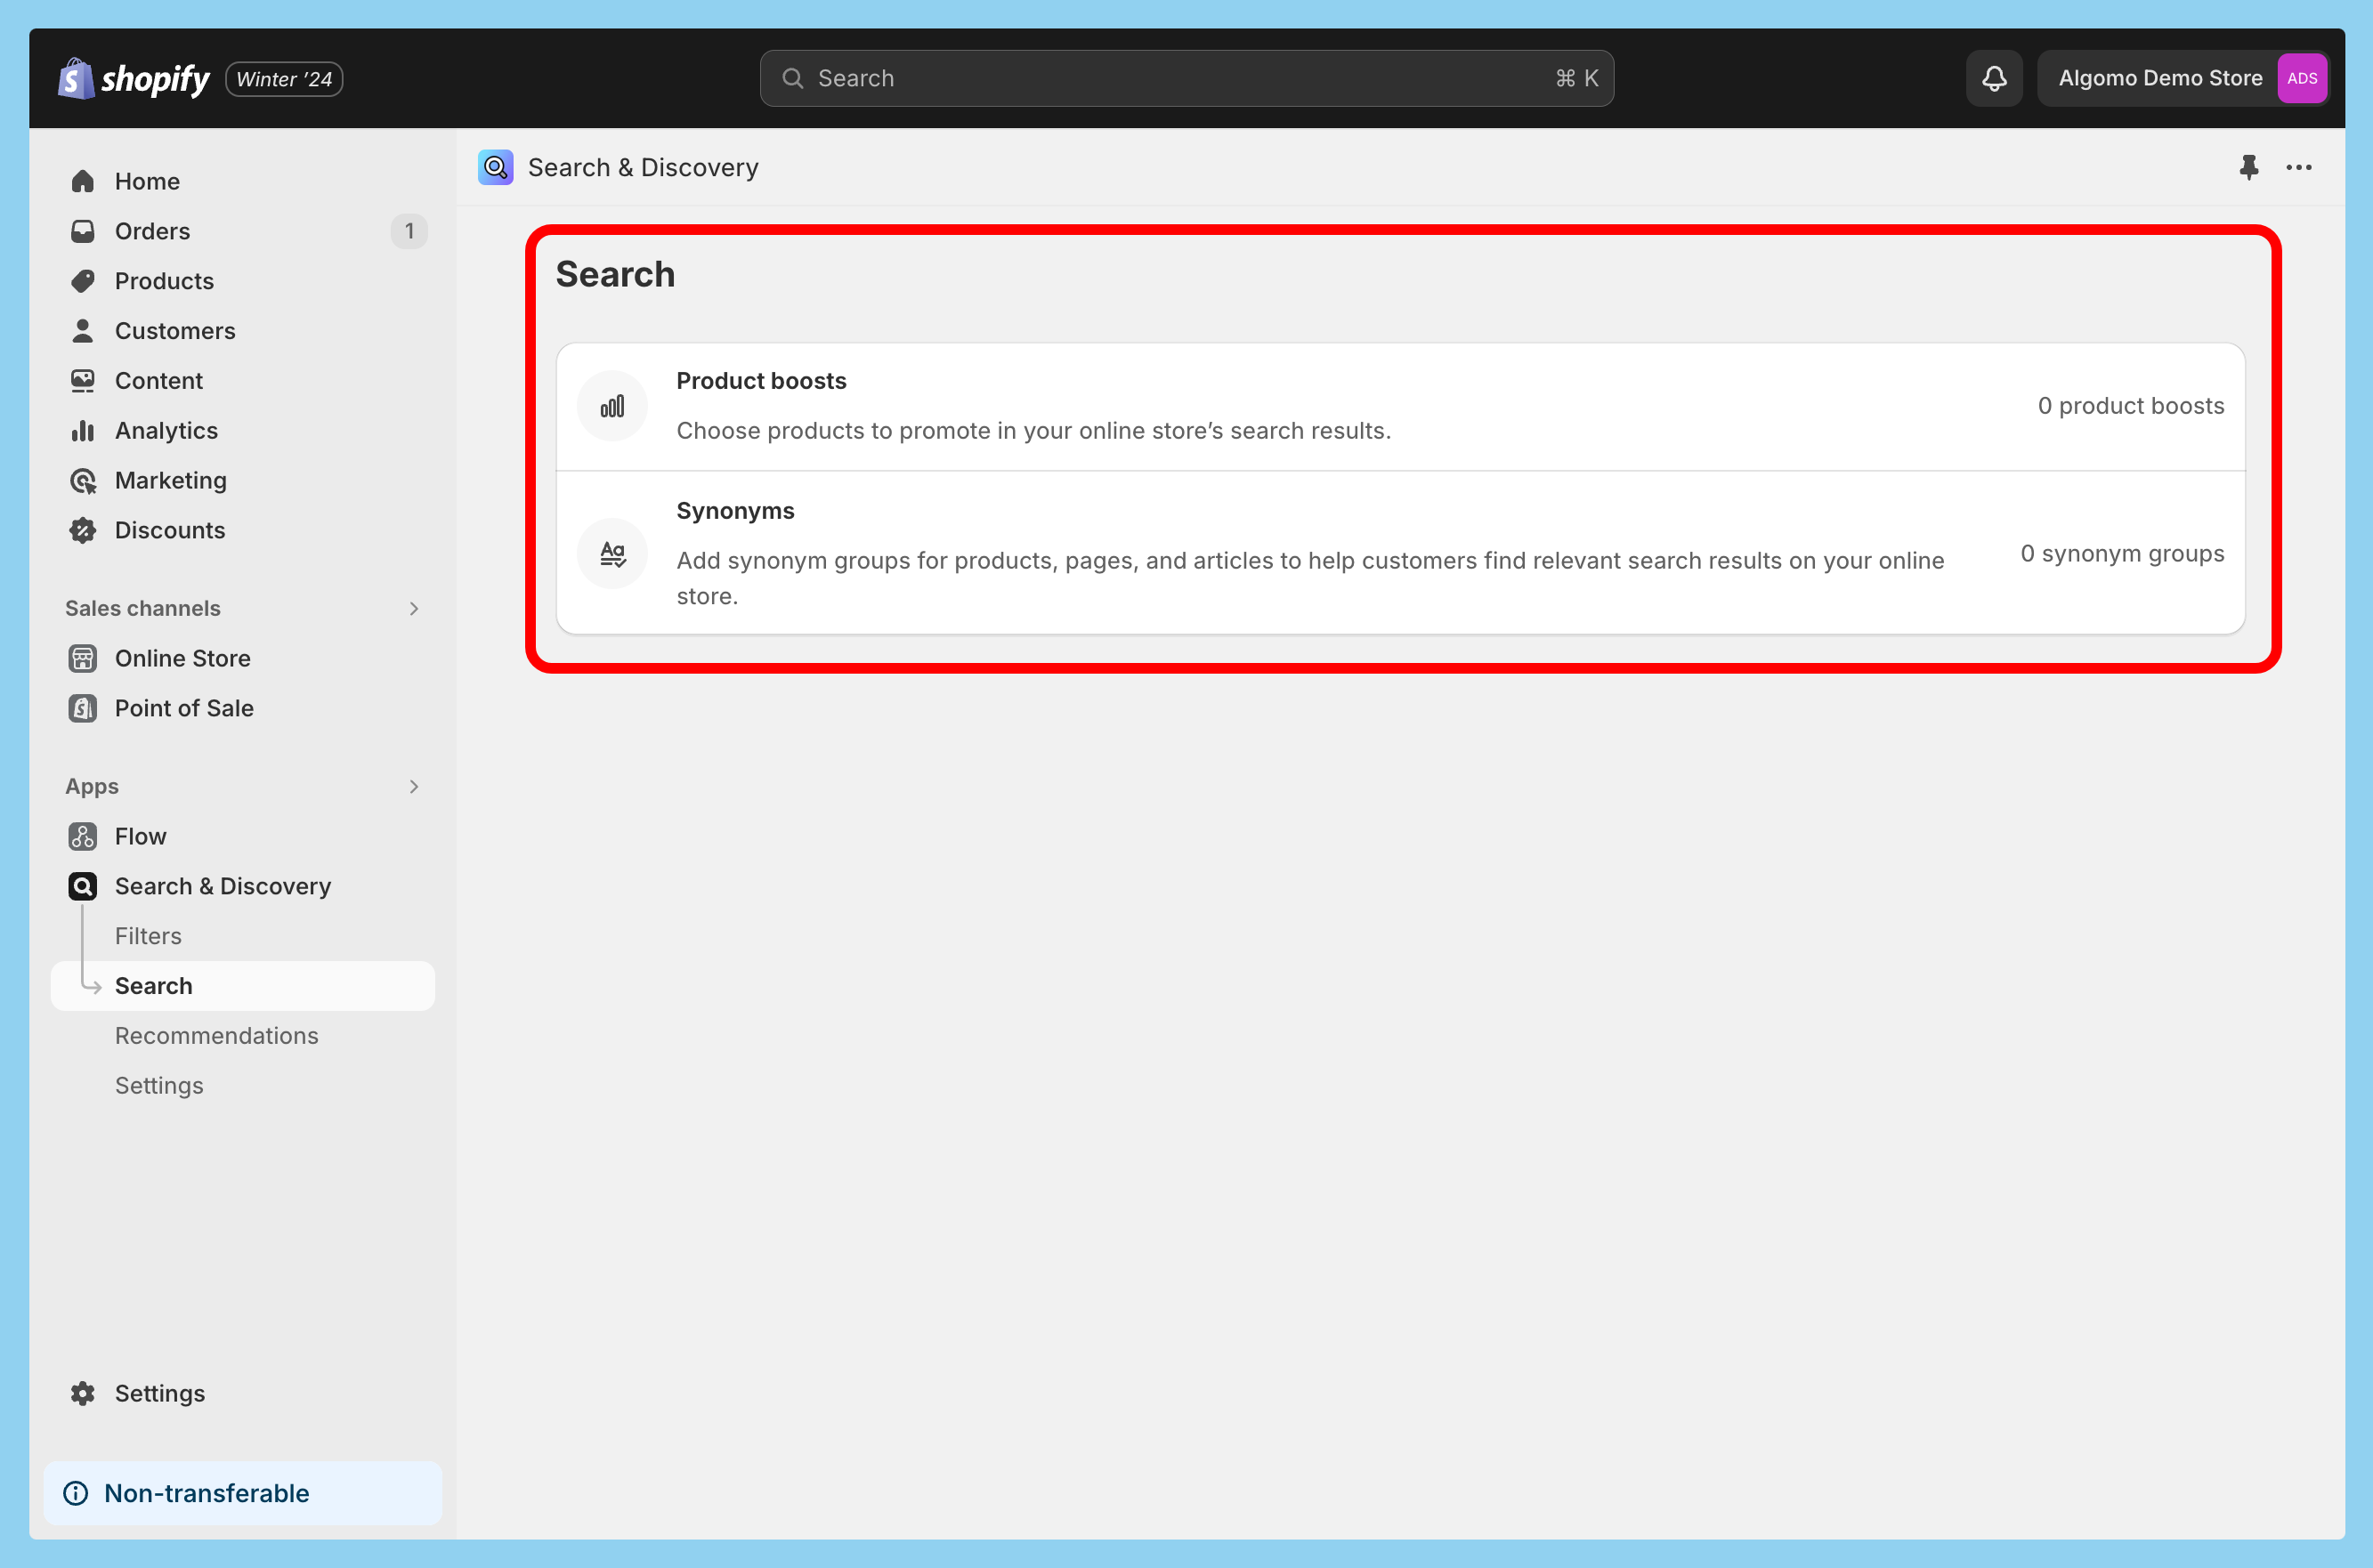 shopify Winter ’24
Search ⌘ K
Algomo Demo Store ADS
Home
Orders 1
Products
Customers
Content
Analytics
Marketing
Discounts
Sales channels
Online Store
Point of Sale
Apps
Flow
Search & Discovery
Filters
Search
Recommendations
Settings
Settings
Non-transferable
Search & Discovery
Search
Product boosts
Choose products to promote in your online store’s search results.
0 product boosts
Synonyms
Add synonym groups for products, pages, and articles to help customers find relevant search results on your online
store.
0 synonym groups